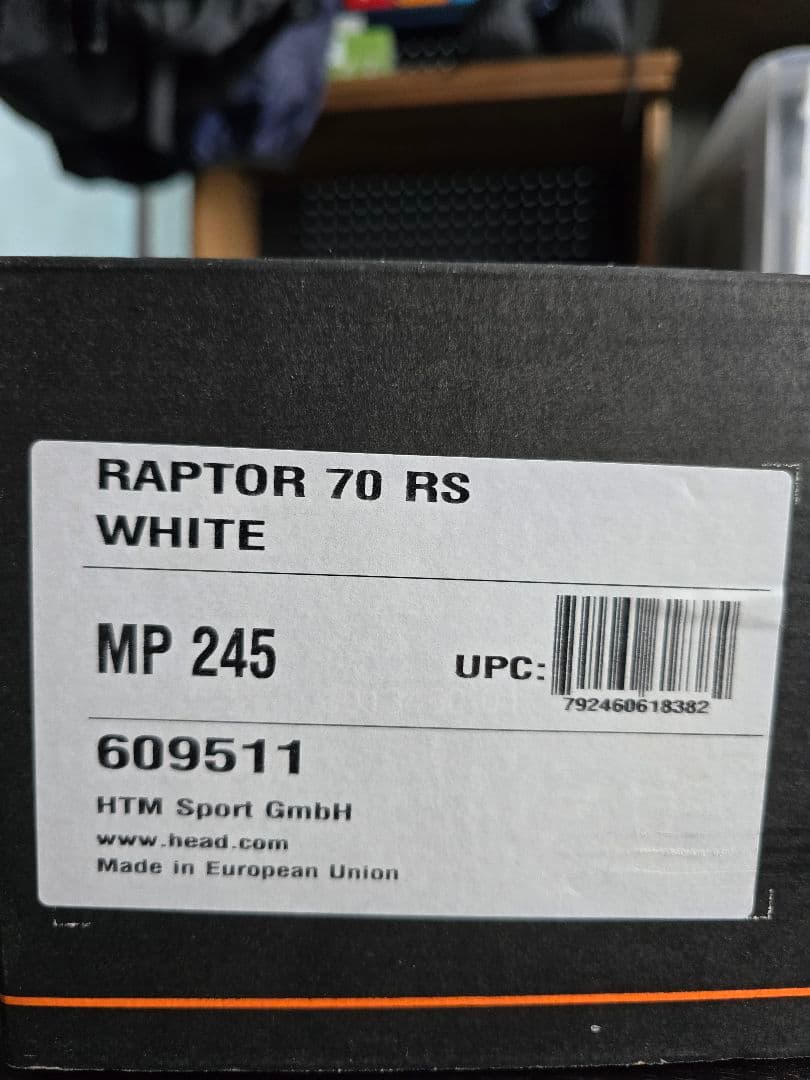 RAPTOR 70 RS
WHITE
MP 245
UPC:
792460618382
609511
HTM Sport GmbH
www.head.com
Made in European Union